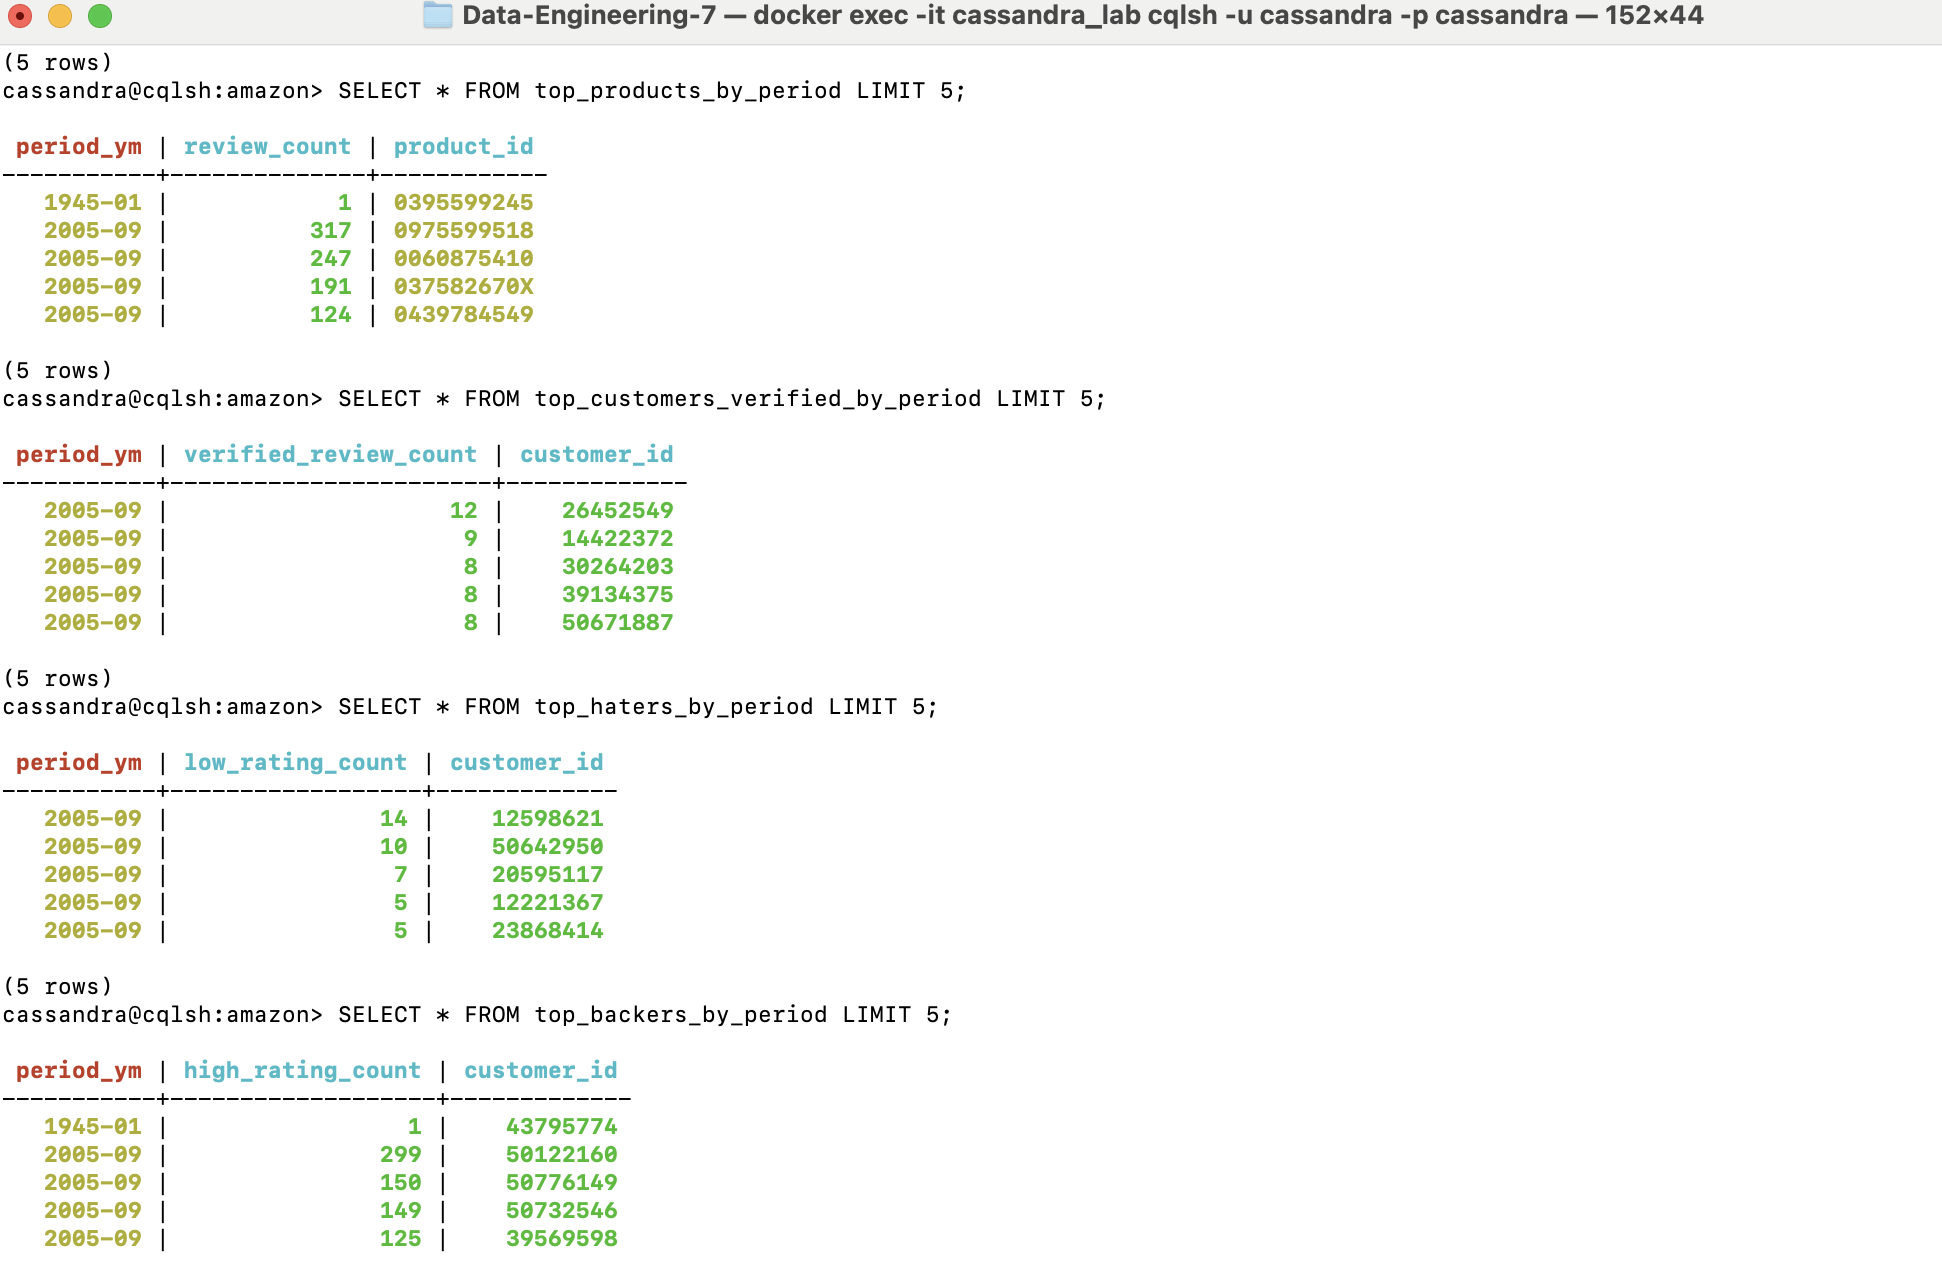 Data-Engineering-7 — docker exec -it cassandra_lab cqlsh -u cassandra -p cassandra — 152×44
(5 rows)
cassandra@cqlsh:amazon> SELECT * FROM top_products_by_period LIMIT 5;
period_ym | review_count | product_id
-----------+--------------+------------
1945-01 | 1 | 0395599245
2005-09 | 317 | 0975599518
2005-09 | 247 | 0060875410
2005-09 | 191 | 037582670X
2005-09 | 124 | 0439784549
(5 rows)
cassandra@cqlsh:amazon> SELECT * FROM top_customers_verified_by_period LIMIT 5;
period_ym | verified_review_count | customer_id
-----------+-----------------------+-------------
2005-09 | 12 | 26452549
2005-09 | 9 | 14422372
2005-09 | 8 | 30264203
2005-09 | 8 | 39134375
2005-09 | 8 | 50671887
(5 rows)
cassandra@cqlsh:amazon> SELECT * FROM top_haters_by_period LIMIT 5;
period_ym | low_rating_count | customer_id
-----------+------------------+-------------
2005-09 | 14 | 12598621
2005-09 | 10 | 50642950
2005-09 | 7 | 20595117
2005-09 | 5 | 12221367
2005-09 | 5 | 23868414
(5 rows)
cassandra@cqlsh:amazon> SELECT * FROM top_backers_by_period LIMIT 5;
period_ym | high_rating_count | customer_id
-----------+-------------------+-------------
1945-01 | 1 | 43795774
2005-09 | 299 | 50122160
2005-09 | 150 | 50776149
2005-09 | 149 | 50732546
2005-09 | 125 | 39569598